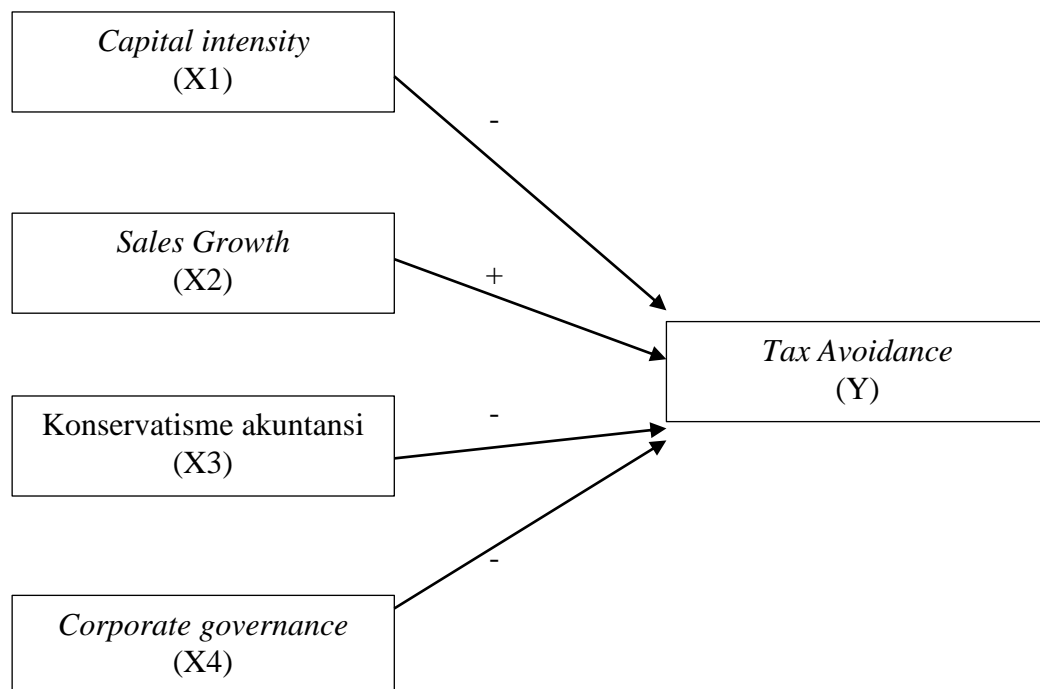 Capital intensity
(X1)
-
Sales Growth
(X2)
+
Tax Avoidance
(Y)
Konservatisme akuntansi
(X3)
-
-
Corporate governance
(X4)